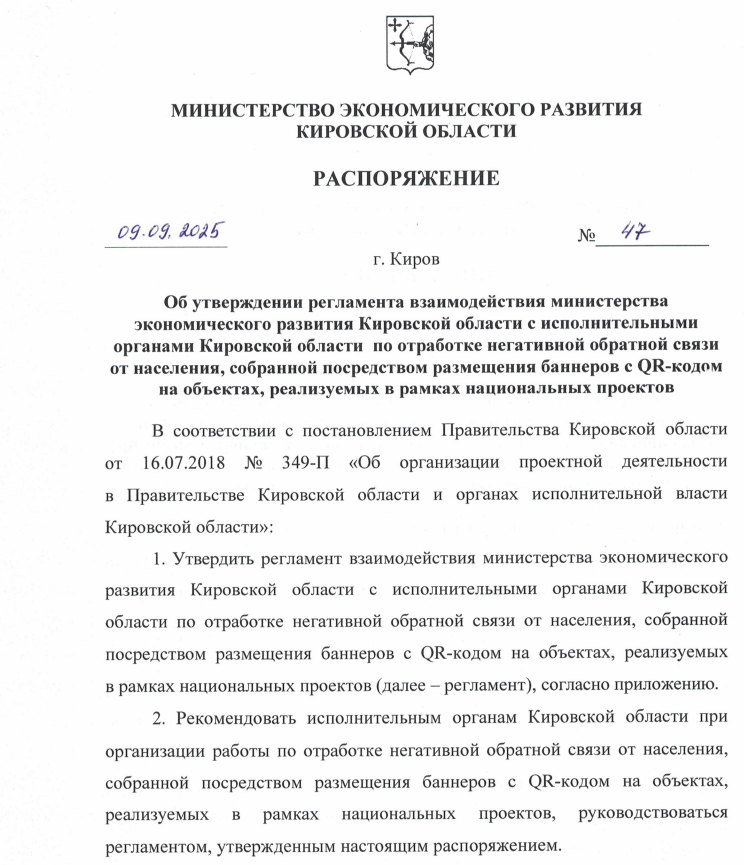 МИНИСТЕРСТВО ЭКОНОМИЧЕСКОГО РАЗВИТИЯ
КИРОВСКОЙ ОБЛАСТИ
РАСПОРЯЖЕНИЕ
09.09.2025
№ 47
г. Киров
Об утверждении регламента взаимодействия министерства
экономического развития Кировской области с исполнительными
органами Кировской области по отработке негативной обратной связи
от населения, собранной посредством размещения баннеров с QR-кодом
на объектах, реализуемых в рамках национальных проектов
В соответствии с постановлением Правительства Кировской области
от 16.07.2018 № 349-П «Об организации проектной деятельности
в Правительстве Кировской области и органах исполнительной власти
Кировской области»:
1. Утвердить регламент взаимодействия министерства экономического
развития Кировской области с исполнительными органами Кировской
области по отработке негативной обратной связи от населения, собранной
посредством размещения баннеров с QR-кодом на объектах, реализуемых
в рамках национальных проектов (далее – регламент), согласно приложению.
2. Рекомендовать исполнительным органам Кировской области при
организации работы по отработке негативной обратной связи от населения,
собранной посредством размещения баннеров с QR-кодом на объектах,
реализуемых в рамках национальных проектов, руководствоваться
регламентом, утвержденным настоящим распоряжением.